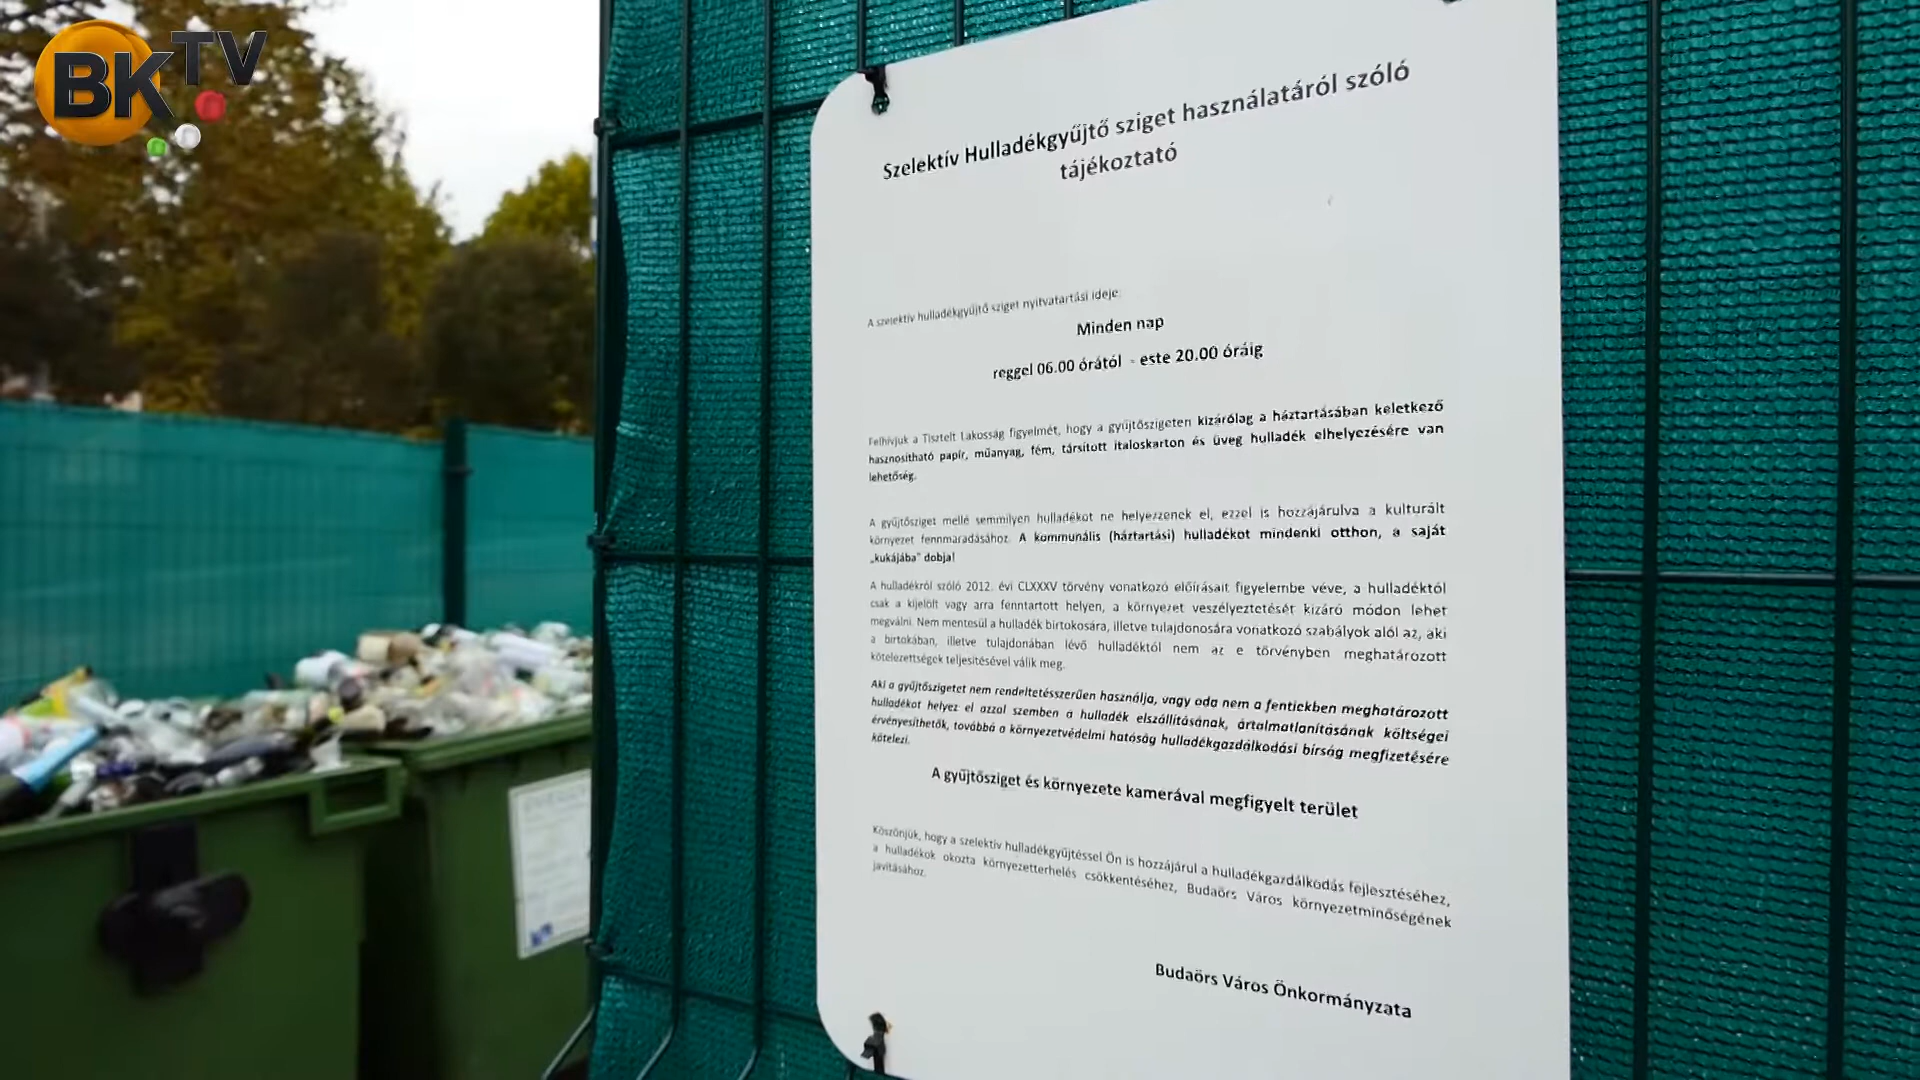 BKTV
Szelektív Hulladékgyűjtő sziget használatáról szóló
tájékoztató
A szelektív hulladékgyűjtő sziget nyitvatartási ideje:
Minden nap
reggel 06.00 órától - este 20.00 óráig
Felhívjuk a Tisztelt Lakosság figyelmét, hogy a gyűjtőszigeten kizárólag a háztartásában keletkező
hasznosítható papír, műanyag, fém, társított italoskarton és üveg hulladék elhelyezésére van
lehetőség.
A gyűjtősziget mellé semmilyen hulladékot ne helyezzenek el, ezzel is hozzájárulva a kulturált
környezet fennmaradásához. A kommunális (háztartási) hulladékot mindenki otthon, a saját
„kukájába" dobja!
A hulladékról szóló 2012. évi CLXXXV törvény vonatkozó előírásait figyelembe véve, a hulladéktól
csak a kijelölt vagy arra fenntartott helyen, a környezet veszélyeztetését kizáró módon lehet
megválni. Nem mentesül a hulladék birtokosára, illetve tulajdonosára vonatkozó szabályok alól az, aki
a birtokában, illetve tulajdonában lévő hulladéktól nem az e törvényben meghatározott
kötelezettségek teljesítésével válik meg.
Aki a gyűjtőszigetet nem rendeltetésszerűen használja, vagy oda nem a fentiekben meghatározott
hulladékot helyez el azzal szemben a hulladék elszállításának, ártalmatlanításának költségei
érvényesíthetők, továbbá a környezetvédelmi hatóság hulladékgazdálkodási bírság megfizetésére
kötelezi.
A gyűjtősziget és környezete kamerával megfigyelt terület
Köszönjük, hogy a szelektív hulladékgyűjtéssel Ön is hozzájárul a hulladékgazdálkodás fejlesztéséhez,
a hulladékok okozta környezetterhelés csökkentéséhez, Budaörs Város környezetminőségének
javításához.
Budaörs Város Önkormányzata